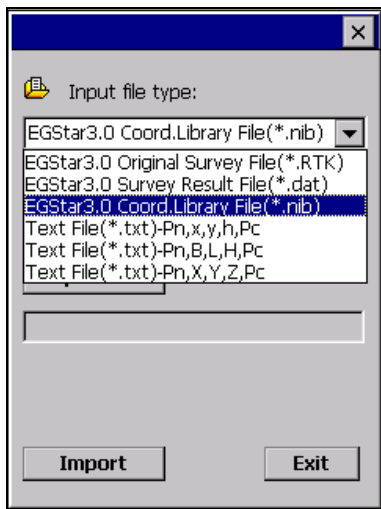 Input file type:
EGStar3.0 Coord.Library File(*.nib)
EGStar3.0 Original Survey File(*.RTK)
EGStar3.0 Survey Result File(*.dat)
EGStar3.0 Coord.Library File(*.nib)
Text File(*.txt)-Pn,x,y,h,Pc
Text File(*.txt)-Pn,B,L,H,Pc
Text File(*.txt)-Pn,X,Y,Z,Pc
Import
Exit